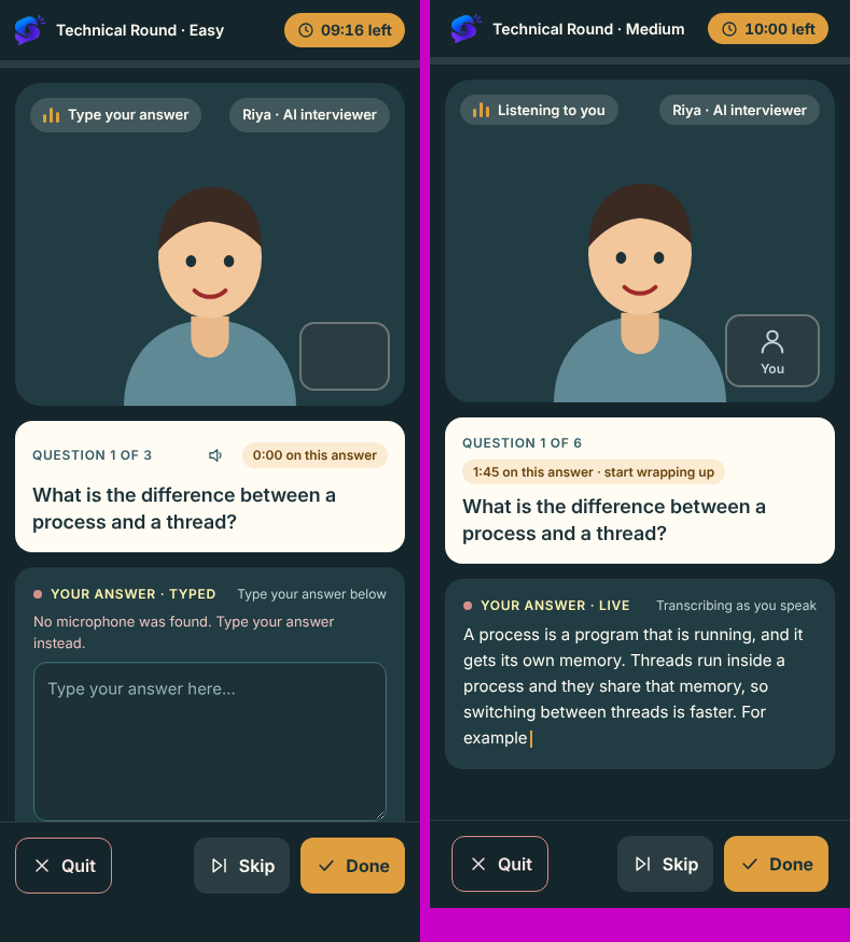 Technical Round · Easy
09:16 left
Type your answer
Riya · AI interviewer
QUESTION 1 OF 3
0:00 on this answer
What is the difference between a
process and a thread?
YOUR ANSWER · TYPED
Type your answer below
No microphone was found. Type your answer
instead.
Type your answer here...
Quit
Skip
Done
Technical Round · Medium
10:00 left
Listening to you
Riya · AI interviewer
You
QUESTION 1 OF 6
1:45 on this answer · start wrapping up
What is the difference between a
process and a thread?
YOUR ANSWER · LIVE
Transcribing as you speak
A process is a program that is running, and it
gets its own memory. Threads run inside a
process and they share that memory, so
switching between threads is faster. For
example
Quit
Skip
Done